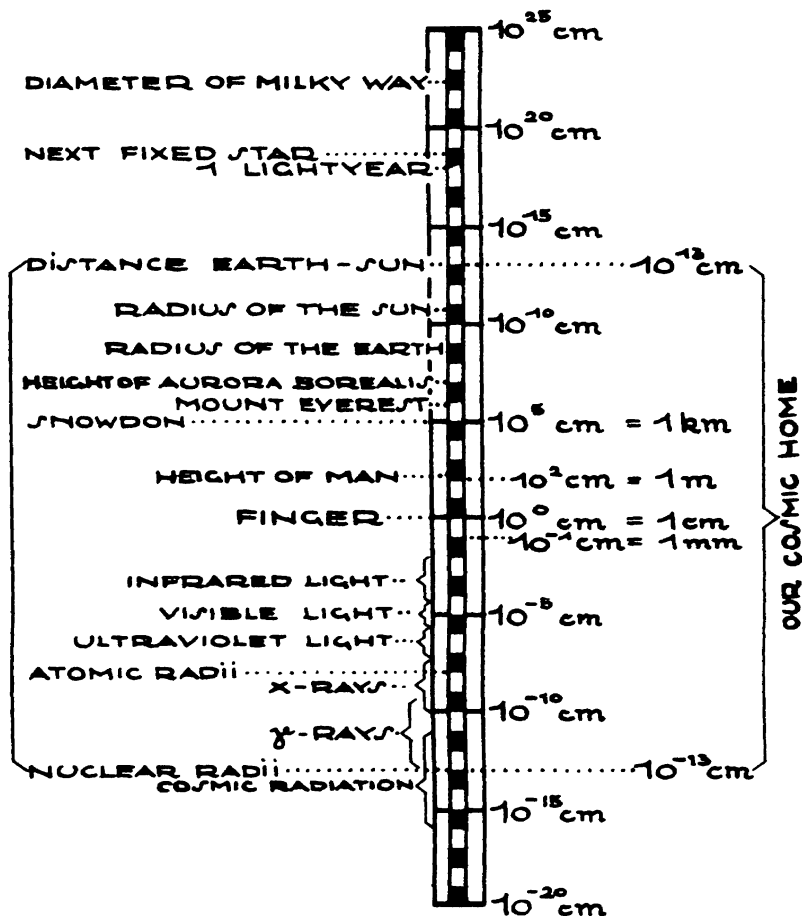 10²⁵ cm
DIAMETER OF MILKY WAY
10²⁰ cm
NEXT FIXED STAR
1 LIGHTYEAR
10¹⁵ cm
DISTANCE EARTH-SUN 10¹³ cm
RADIUS OF THE SUN
10¹⁰ cm
RADIUS OF THE EARTH
HEIGHT OF AURORA BOREALIS
MOUNT EVEREST
SNOWDON 10⁵ cm = 1 km
HEIGHT OF MAN 10² cm = 1 m
FINGER 10⁰ cm = 1 cm
10⁻¹ cm = 1 mm
INFRARED LIGHT
VISIBLE LIGHT 10⁻⁵ cm
ULTRAVIOLET LIGHT
ATOMIC RADII
X-RAYS
10⁻¹⁰ cm
γ-RAYS
NUCLEAR RADII 10⁻¹³ cm
COSMIC RADIATION
10⁻¹⁵ cm
10⁻²⁰ cm
OUR COSMIC HOME